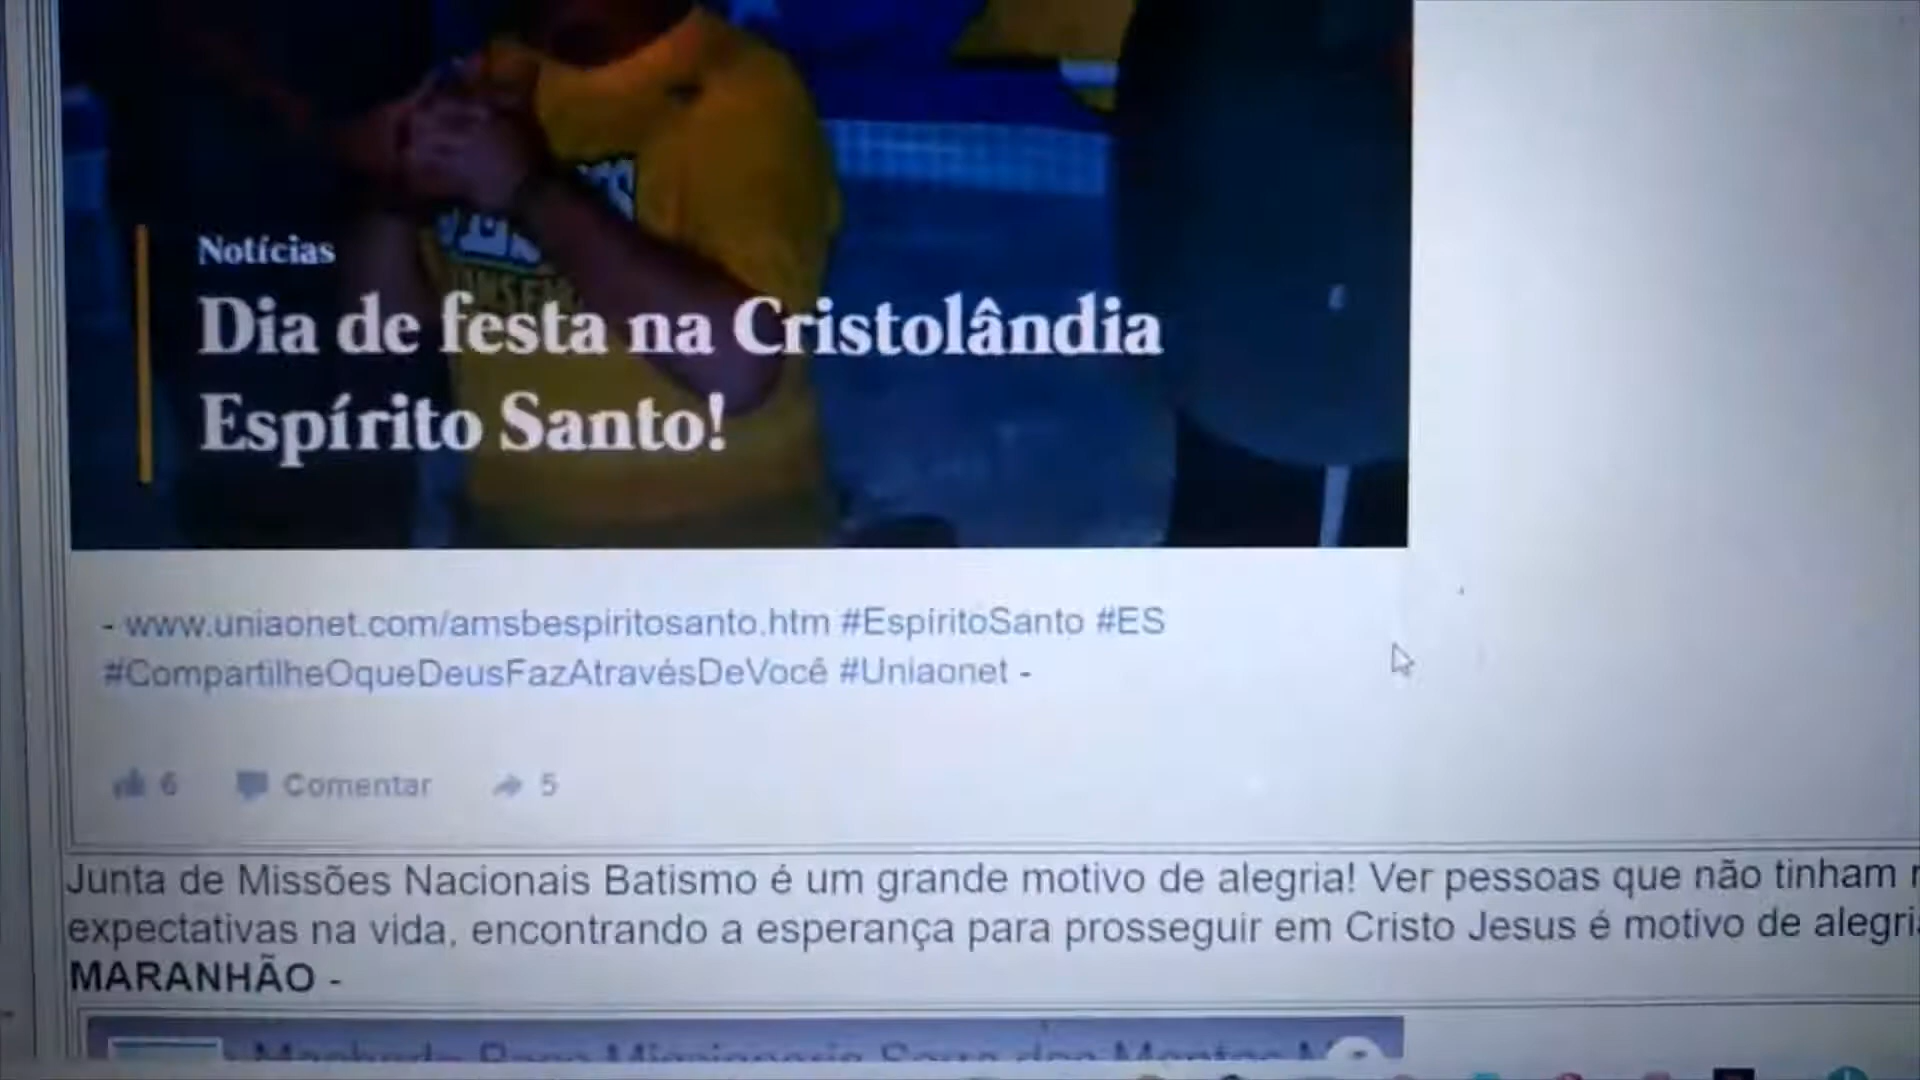 Notícias
Dia de festa na Cristolândia
Espírito Santo!
- www.uniaonet.com/amsbespiritosanto.htm #EspíritoSanto #ES
#CompartilheOqueDeusFazAtravésDeVocê #Uniaonet -
6 Comentar 5
Junta de Missões Nacionais Batismo é um grande motivo de alegria! Ver pessoas que não tinham
expectativas na vida, encontrando a esperança para prosseguir em Cristo Jesus é motivo de
MARANHÃO -